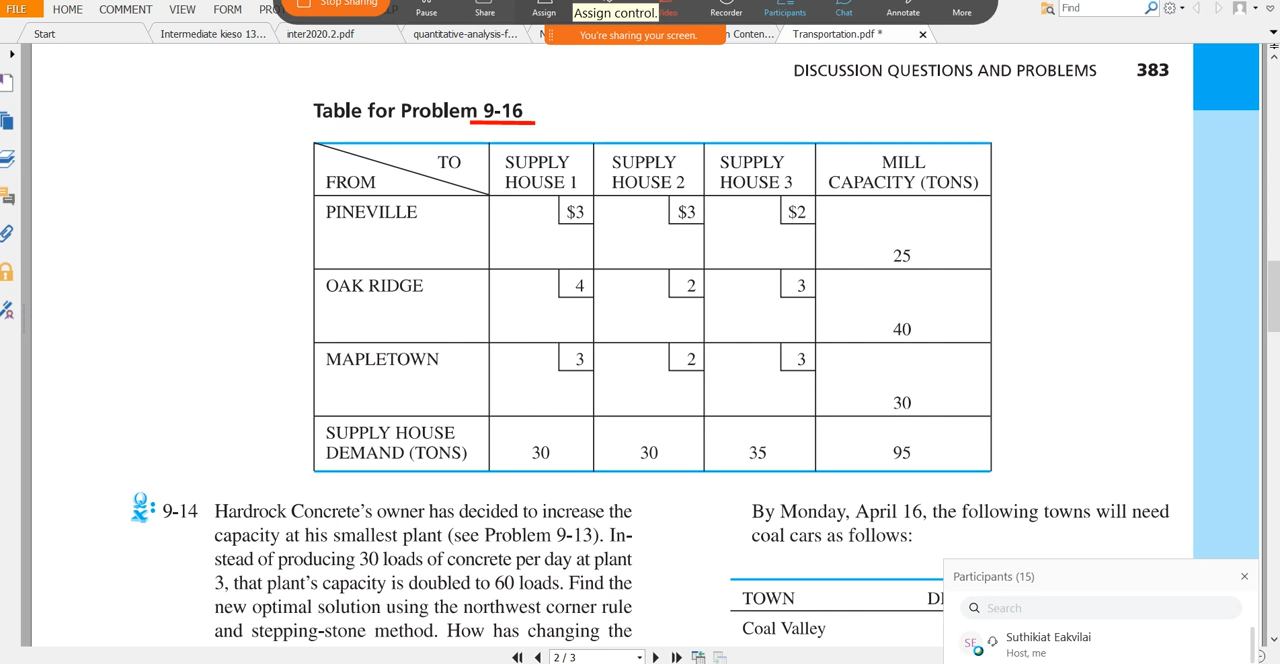 FILE HOME COMMENT VIEW FORM
Stop Sharing
Pause Share Assign Recorder Participants Chat Annotate More
Assign control.
Find
Start Intermediate kieso 13... inter2020.2.pdf quantitative-analysis-f... Transportation.pdf *
You're sharing your screen.
DISCUSSION QUESTIONS AND PROBLEMS 383
Table for Problem 9-16
TO
FROM
SUPPLY HOUSE 1
SUPPLY HOUSE 2
SUPPLY HOUSE 3
MILL CAPACITY (TONS)
PINEVILLE $3 $3 $2
25
OAK RIDGE 4 2 3
40
MAPLETOWN 3 2 3
30
SUPPLY HOUSE
DEMAND (TONS) 30 30 35 95
9-14 Hardrock Concrete's owner has decided to increase the
capacity at his smallest plant (see Problem 9-13). In-
stead of producing 30 loads of concrete per day at plant
3, that plant's capacity is doubled to 60 loads. Find the
new optimal solution using the northwest corner rule
and stepping-stone method. How has changing the
By Monday, April 16, the following towns will need
coal cars as follows:
TOWN
Coal Valley
Participants (15)
Search
SE
Suthikiat Eakvilai
Host, me
2 / 3